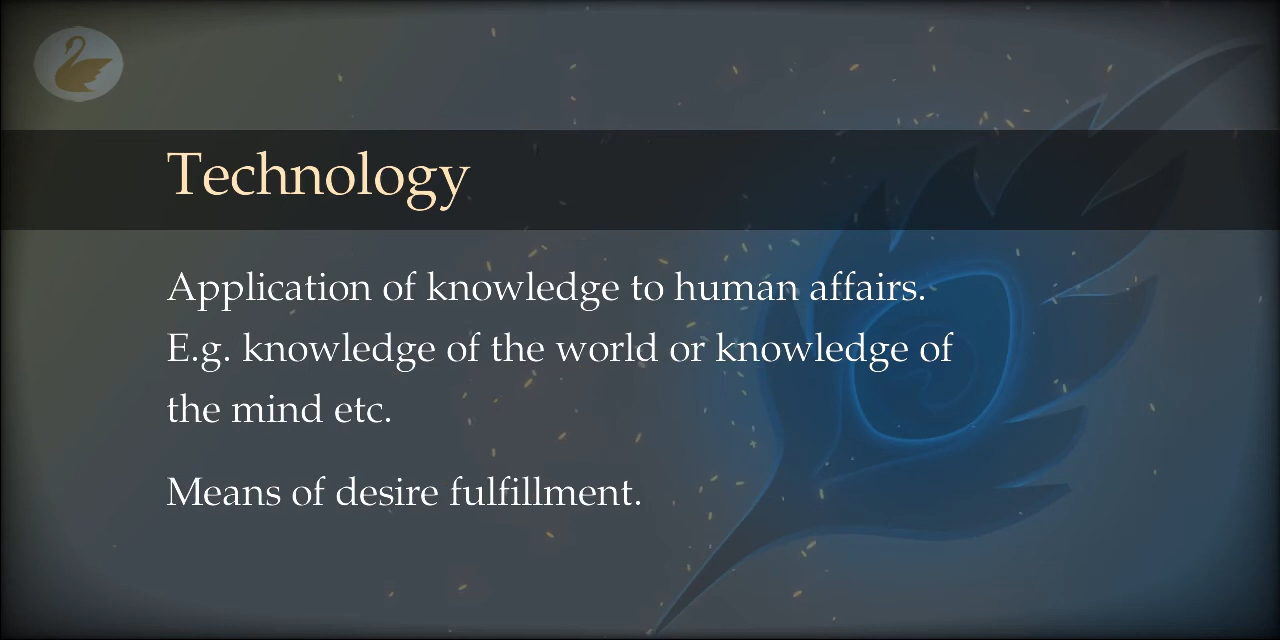 Technology
Application of knowledge to human affairs.
E.g. knowledge of the world or knowledge of
the mind etc.
Means of desire fulfillment.